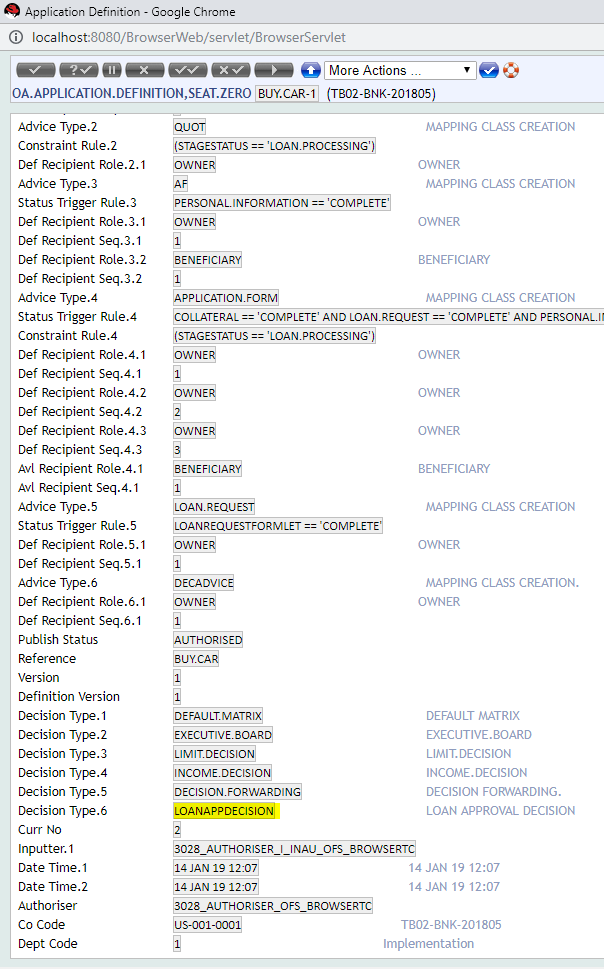 Application Definition - Google Chrome
localhost:8080/BrowserWeb/servlet/BrowserServlet
More Actions ...
OA.APPLICATION.DEFINITION,SEAT.ZERO BUY.CAR-1 (TB02-BNK-201805)
Advice Type.2 QUOT MAPPING CLASS CREATION
Constraint Rule.2 (STAGESTATUS == 'LOAN.PROCESSING')
Def Recipient Role.2.1 OWNER OWNER
Advice Type.3 AF MAPPING CLASS CREATION
Status Trigger Rule.3 PERSONAL.INFORMATION == 'COMPLETE'
Def Recipient Role.3.1 OWNER OWNER
Def Recipient Seq.3.1 1
Def Recipient Role.3.2 BENEFICIARY BENEFICIARY
Def Recipient Seq.3.2 1
Advice Type.4 APPLICATION.FORM MAPPING CLASS CREATION
Status Trigger Rule.4 COLLATERAL == 'COMPLETE' AND LOAN.REQUEST == 'COMPLETE' AND PERSONAL.IN
Constraint Rule.4 (STAGESTATUS == 'LOAN.PROCESSING')
Def Recipient Role.4.1 OWNER OWNER
Def Recipient Seq.4.1 1
Def Recipient Role.4.2 OWNER OWNER
Def Recipient Seq.4.2 2
Def Recipient Role.4.3 OWNER OWNER
Def Recipient Seq.4.3 3
Avl Recipient Role.4.1 BENEFICIARY BENEFICIARY
Avl Recipient Seq.4.1 1
Advice Type.5 LOAN.REQUEST MAPPING CLASS CREATION
Status Trigger Rule.5 LOANREQUESTFORMLET == 'COMPLETE'
Def Recipient Role.5.1 OWNER OWNER
Def Recipient Seq.5.1 1
Advice Type.6 DECADVICE MAPPING CLASS CREATION.
Def Recipient Role.6.1 OWNER OWNER
Def Recipient Seq.6.1 1
Publish Status AUTHORISED
Reference BUY.CAR
Version 1
Definition Version 1
Decision Type.1 DEFAULT.MATRIX DEFAULT MATRIX
Decision Type.2 EXECUTIVE.BOARD EXECUTIVE.BOARD
Decision Type.3 LIMIT.DECISION LIMIT.DECISION
Decision Type.4 INCOME.DECISION INCOME.DECISION
Decision Type.5 DECISION.FORWARDING DECISION FORWARDING.
Decision Type.6 LOANAPPDECISION LOAN APPROVAL DECISION
Curr No 2
Inputter.1 3028_AUTHORISER_I_INAU_OFS_BROWSERTC
Date Time.1 14 JAN 19 12:07 14 JAN 19 12:07
Date Time.2 14 JAN 19 12:07 14 JAN 19 12:07
Authoriser 3028_AUTHORISER_OFS_BROWSERTC
Co Code US-001-0001 TB02-BNK-201805
Dept Code 1 Implementation